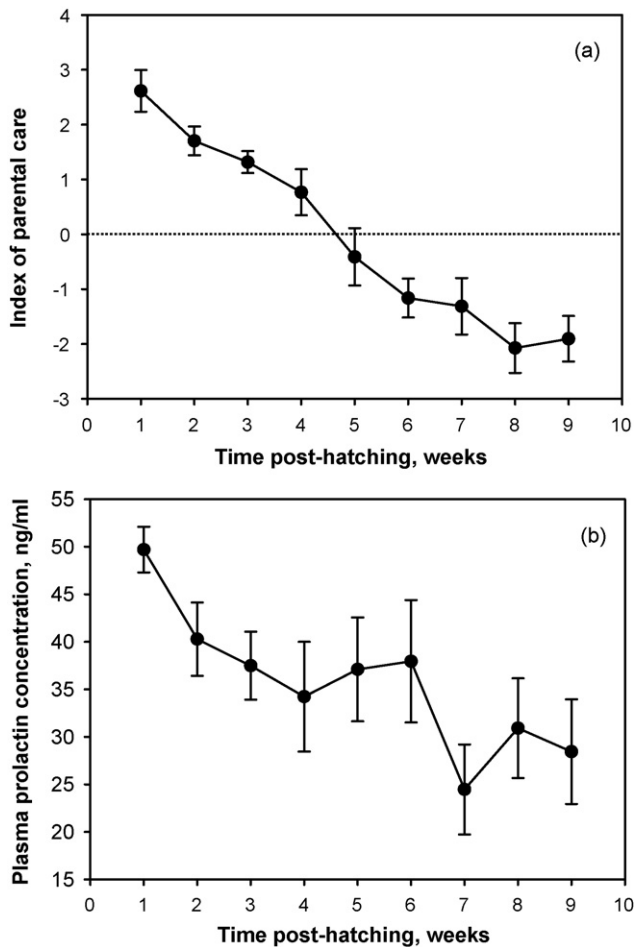 4
(a)
3
2
1
0
-1
-2
-3
Index of parental care
0 1 2 3 4 5 6 7 8 9 10
Time post-hatching, weeks
55
(b)
50
45
40
35
30
25
20
15
Plasma prolactin concentration, ng/ml
0 1 2 3 4 5 6 7 8 9 10
Time post-hatching, weeks